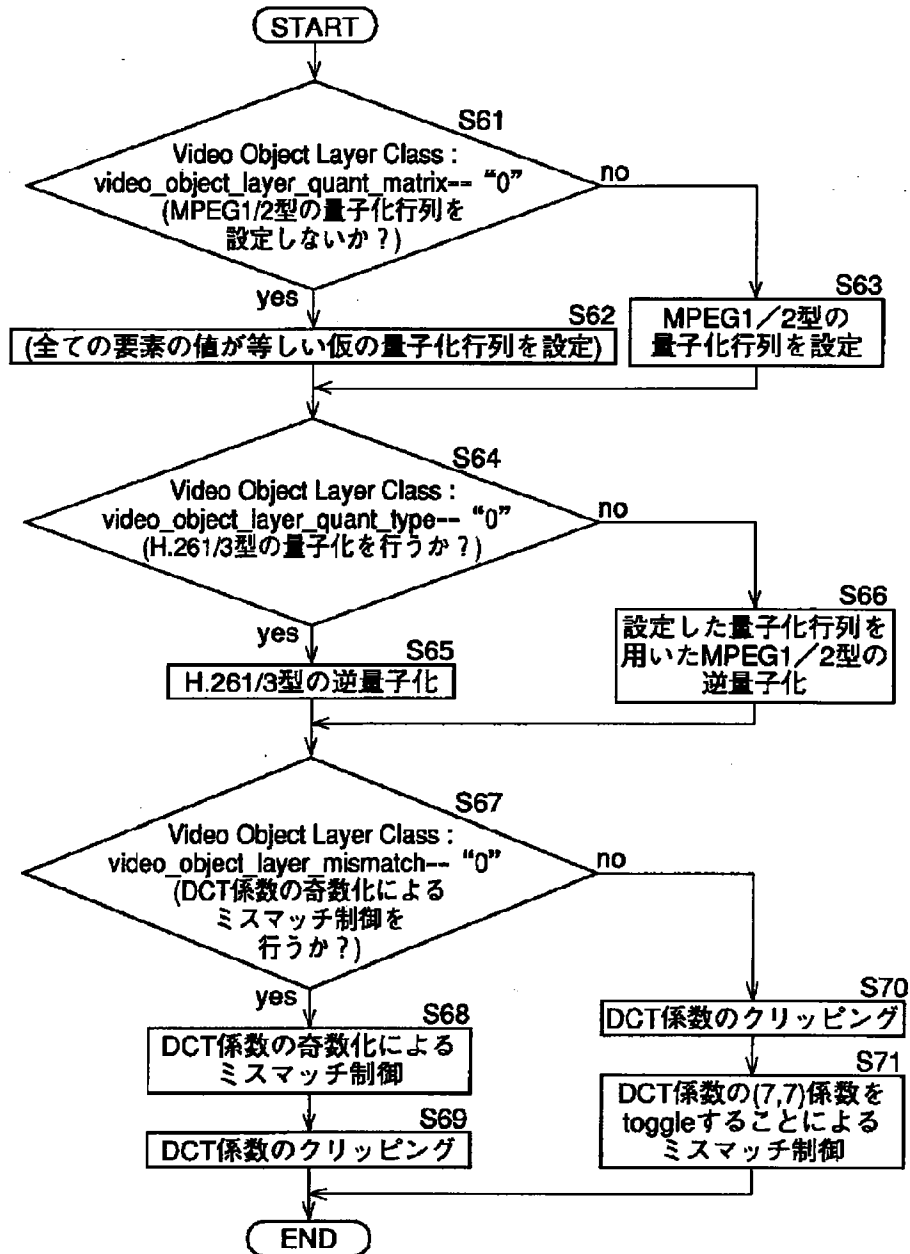 START
S61
Video Object Layer Class :
video_object_layer_quant_matrix== “0”
(MPEG1/2型の量子化行列を
設定しないか?)
no
yes
S62
(全ての要素の値が等しい仮の量子化行列を設定)
S63
MPEG1/2型の
量子化行列を設定
S64
Video Object Layer Class :
video_object_layer_quant_type== “0”
(H.261/3型の量子化を行うか?)
no
yes
S65
H.261/3型の逆量子化
S66
設定した量子化行列を
用いたMPEG1/2型の
逆量子化
S67
Video Object Layer Class :
video_object_layer_mismatch== “0”
(DCT係数の奇数化による
ミスマッチ制御を
行うか?)
no
yes
S68
DCT係数の奇数化による
ミスマッチ制御
S69
DCT係数のクリッピング
S70
DCT係数のクリッピング
S71
DCT係数の(7,7)係数を
toggleすることによる
ミスマッチ制御
END